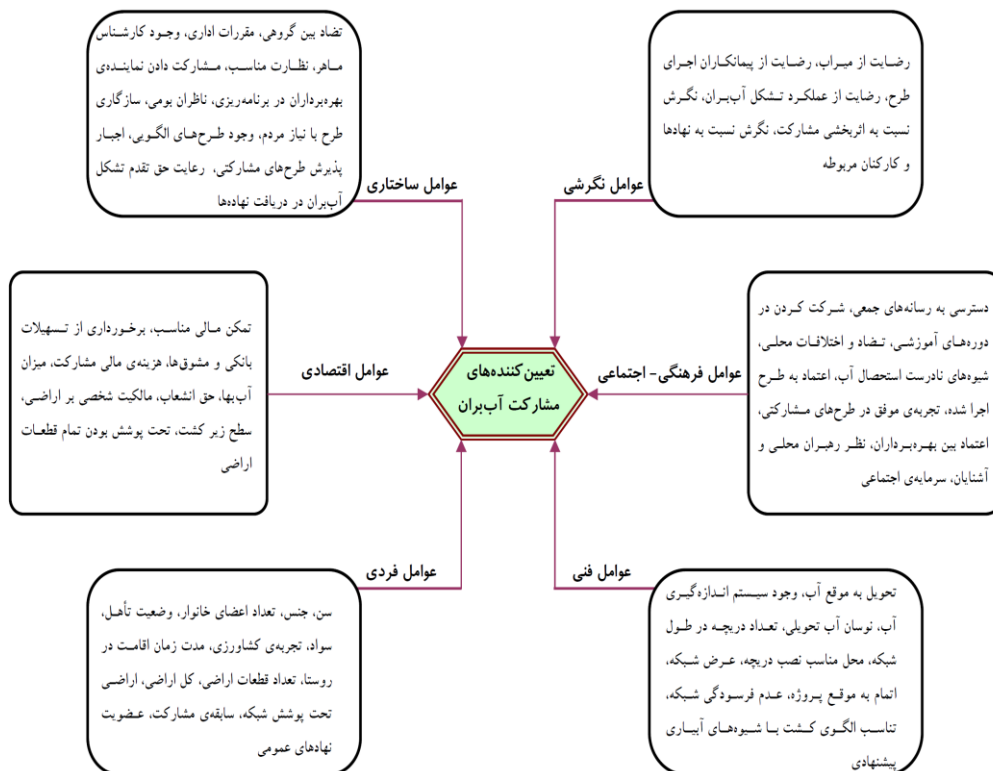 رضایت از میراب، رضایت از پیمانکاران اجرای
طرح، رضایت از عملکرد تشکل آب‌بران، نگرش
نسبت به اثربخشی مشارکت، نگرش نسبت به نهادها
و کارکنان مربوطه
عوامل نگرشی
تضاد بین گروهی، مقررات اداری، وجود کارشناس
ماهر، نظارت مناسب، مشارکت دادن نماینده‌ی
بهره‌برداران در برنامه‌ریزی، ناظران بومی، سازگاری
طرح با نیاز مردم، وجود طرح‌های الگویی، اجبار
پذیرش طرح‌های مشارکتی، رعایت حق تقدم تشکل
آب‌بران در دریافت نهاده‌ها
عوامل ساختاری
دسترسی به رسانه‌های جمعی، شرکت کردن در
دوره‌های آموزشی، تضاد و اختلافات محلی،
شیوه‌های نادرست استحصال آب، اعتماد به طرح
اجرا شده، تجربه‌ی موفق در طرح‌های مشارکتی،
اعتماد بین بهره‌برداران، نظر رهبران محلی و
آشنایان، سرمایه‌ی اجتماعی
عوامل فرهنگی- اجتماعی
تعیین‌کننده‌های
مشارکت آب‌بران
عوامل اقتصادی
تمکن مالی مناسب، برخورداری از تسهیلات
بانکی و مشوق‌ها، هزینه‌ی مالی مشارکت، میزان
آب‌بها، حق انشعاب، مالکیت شخصی بر اراضی،
سطح زیر کشت، تحت پوشش بودن تمام قطعات
اراضی
عوامل فنی
تحویل به موقع آب، وجود سیستم اندازه‌گیری
آب، نوسان آب تحویلی، تعداد دریچه در طول
شبکه، محل مناسب نصب دریچه، عرض شبکه،
اتمام به موقع پروژه، عدم فرسودگی شبکه،
تناسب الگوی کشت با شیوه‌های آبیاری
پیشنهادی
عوامل فردی
سن، جنس، تعداد اعضای خانوار، وضعیت تأهل،
سواد، تجربه‌ی کشاورزی، مدت زمان اقامت در
روستا، تعداد قطعات اراضی، کل اراضی، اراضی
تحت پوشش شبکه، سابقه‌ی مشارکت، عضویت
نهادهای عمومی